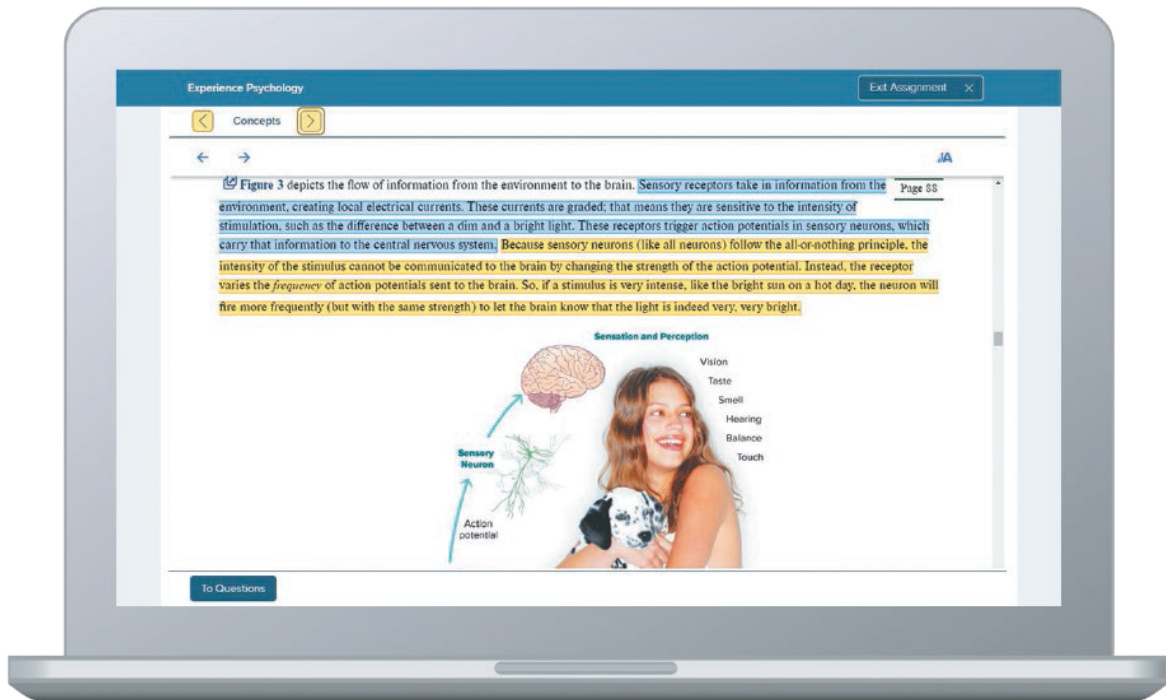 Experience Psychology
Exit Assignment
Concepts
Figure 3 depicts the flow of information from the environment to the brain. Sensory receptors take in information from the
Page 88
environment, creating local electrical currents. These currents are graded; that means they are sensitive to the intensity of
stimulation, such as the difference between a dim and a bright light. These receptors trigger action potentials in sensory neurons, which
carry that information to the central nervous system. Because sensory neurons (like all neurons) follow the all-or-nothing principle, the
intensity of the stimulus cannot be communicated to the brain by changing the strength of the action potential. Instead, the receptor
varies the frequency of action potentials sent to the brain. So, if a stimulus is very intense, like the bright sun on a hot day, the neuron will
fire more frequently (but with the same strength) to let the brain know that the light is indeed very, very bright.
Sensation and Perception
Vision
Taste
Smell
Hearing
Balance
Touch
Sensory
Neuron
Action
potential
To Questions